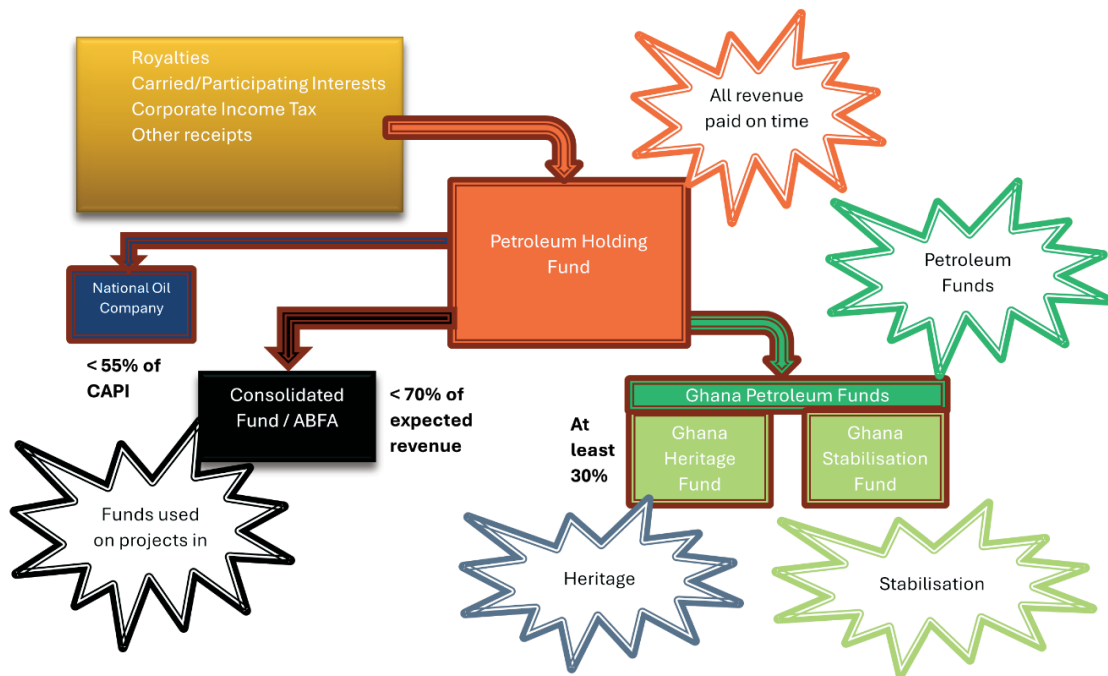 Royalties
Carried/Participating Interests
Corporate Income Tax
Other receipts
All revenue
paid on time
Petroleum Holding
Fund
Petroleum
Funds
National Oil
Company
< 55% of
CAPI
Consolidated
Fund / ABFA
< 70% of
expected
revenue
Ghana Petroleum Funds
At
least
30%
Ghana
Heritage
Fund
Ghana
Stabilisation
Fund
Funds used
on projects in
Heritage
Stabilisation